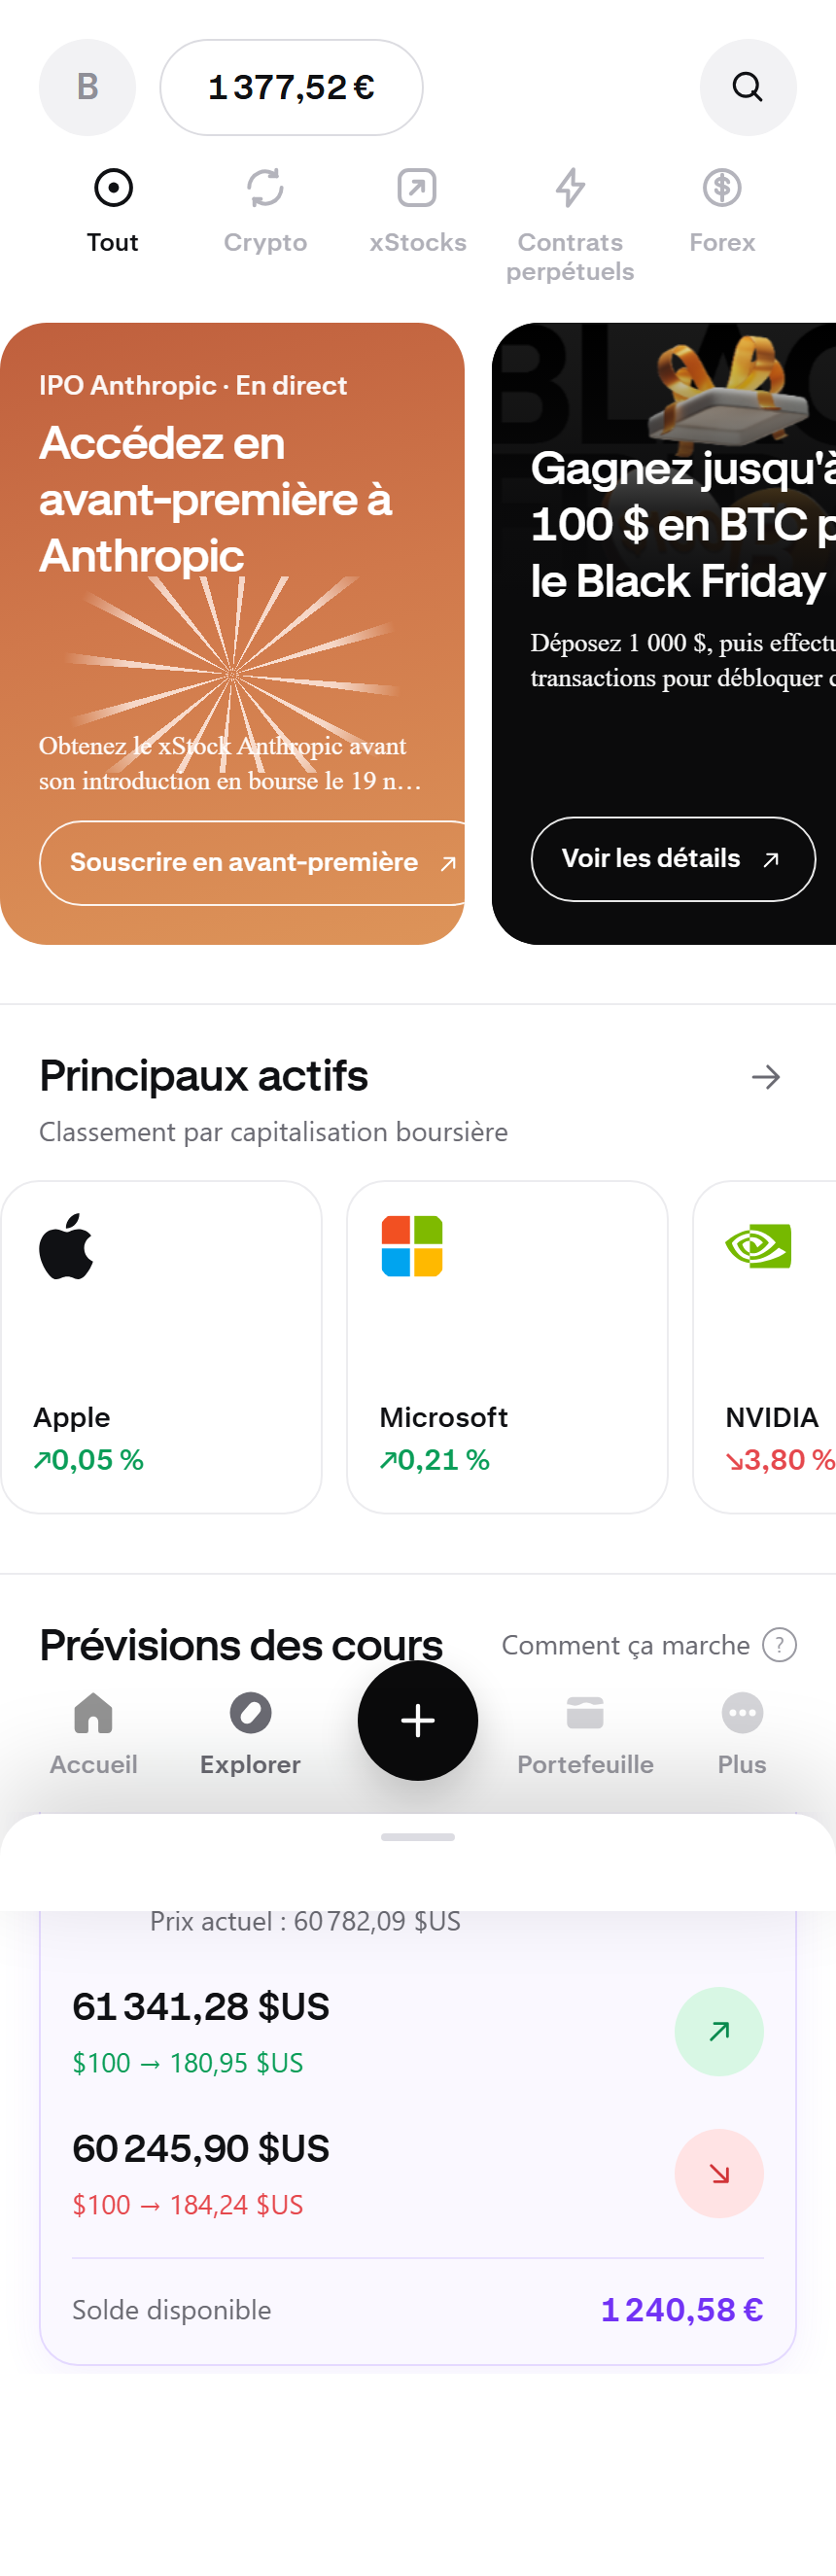 B
1 377,52 €
Tout
Crypto
xStocks
Contrats
perpétuels
Forex
IPO Anthropic · En direct
Accédez en
avant-première à
Anthropic
Obtenez le xStock Anthropic avant
son introduction en bourse le 19 n…
Souscrire en avant-première
Gagnez jusqu'à
100 $ en BTC p
le Black Friday
Déposez 1 000 $, puis effectu
transactions pour débloquer
Voir les détails
Principaux actifs
Classement par capitalisation boursière
Apple
↗0,05 %
Microsoft
↗0,21 %
NVIDIA
↘3,80 %
Prévisions des cours
Comment ça marche ?
Accueil
Explorer
Portefeuille
Plus
Prix actuel : 60 782,09 $US
61 341,28 $US
$100 → 180,95 $US
60 245,90 $US
$100 → 184,24 $US
Solde disponible
1 240,58 €